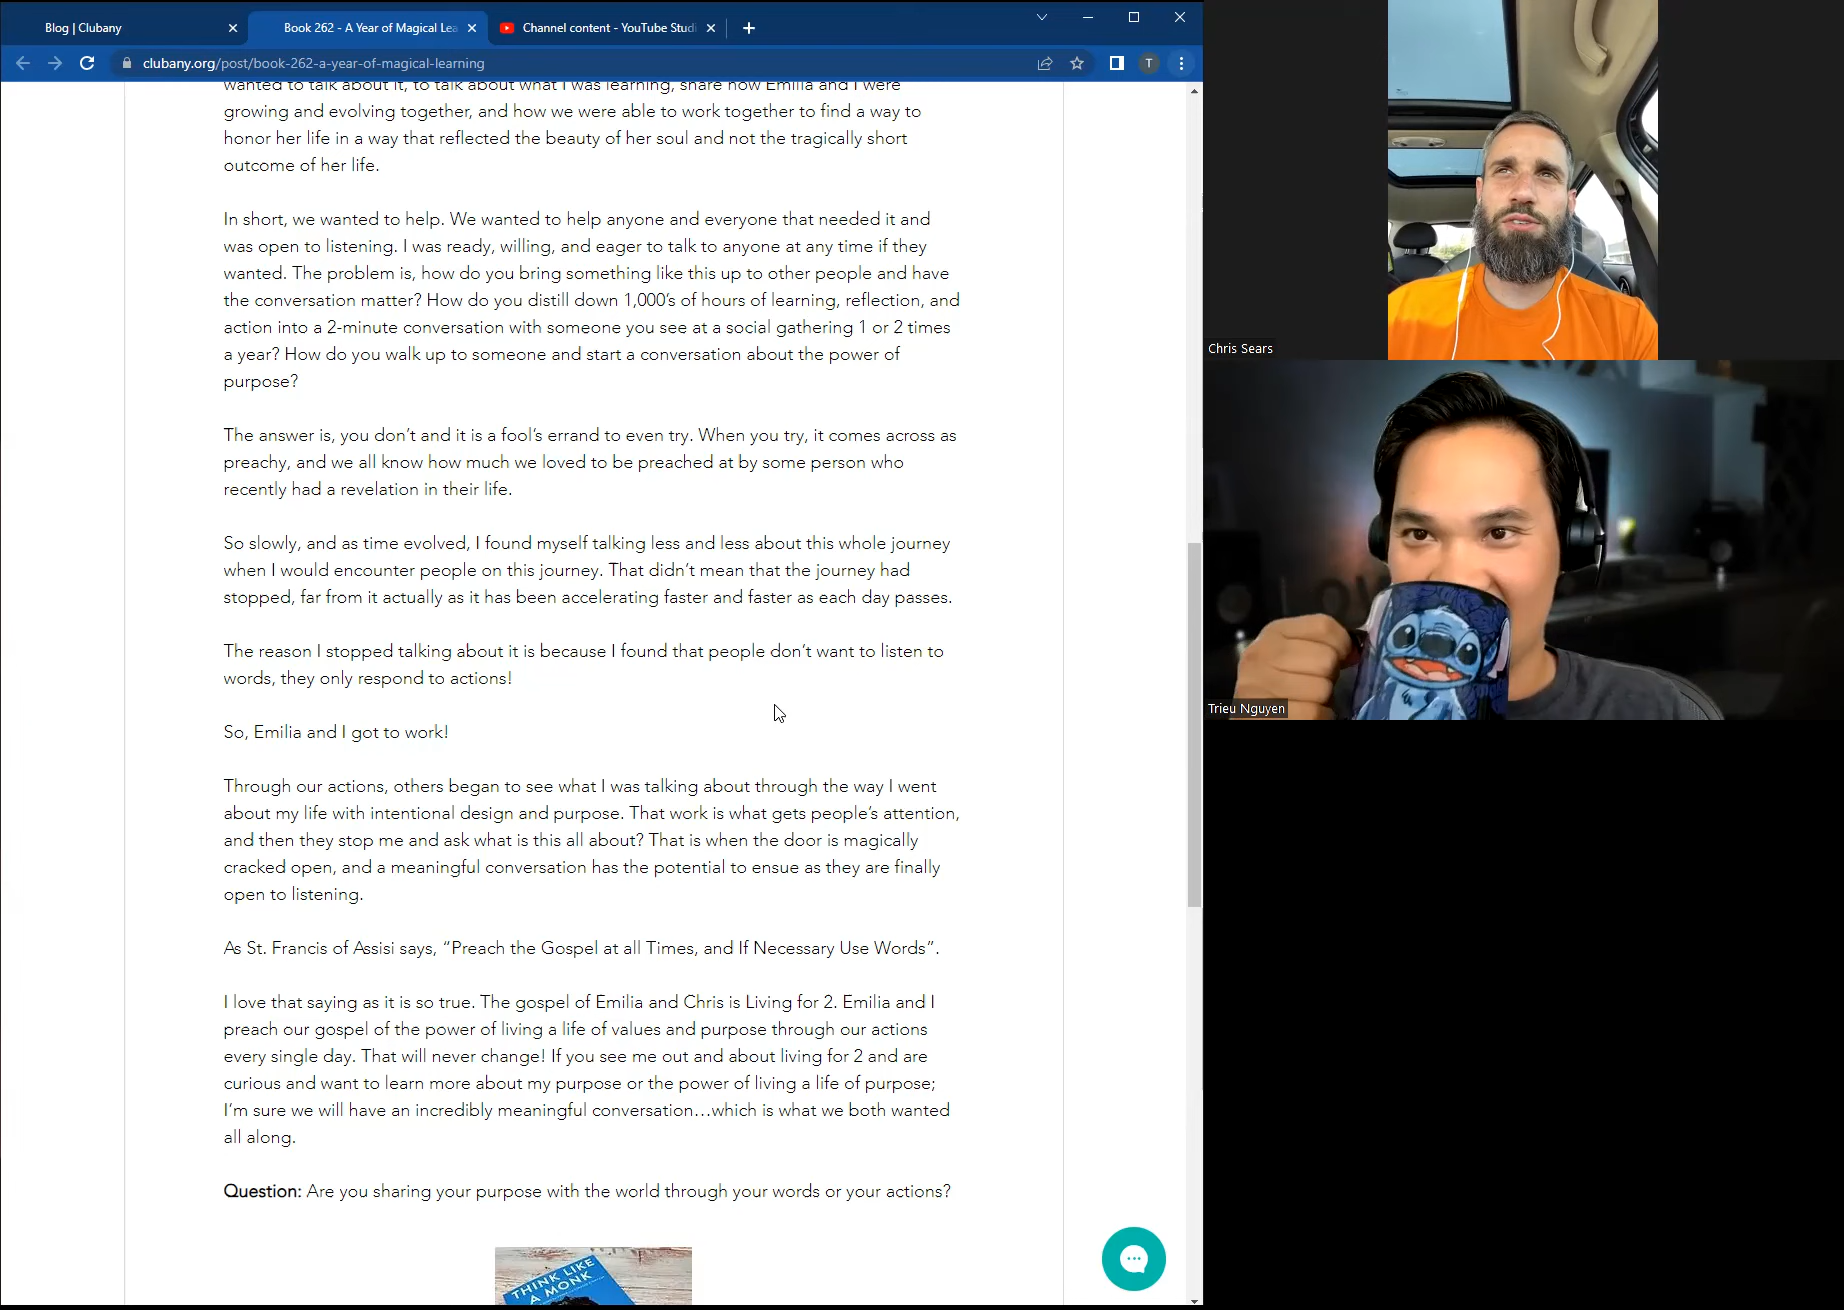 Blog | Clubany
Book 262 - A Year of Magical Lea
Channel content - YouTube Studi
clubany.org/post/book-262-a-year-of-magical-learning
T
wanted to talk about it, to talk about what I was learning, share how Emilia and I were
growing and evolving together, and how we were able to work together to find a way to
honor her life in a way that reflected the beauty of her soul and not the tragically short
outcome of her life.
In short, we wanted to help. We wanted to help anyone and everyone that needed it and
was open to listening. I was ready, willing, and eager to talk to anyone at any time if they
wanted. The problem is, how do you bring something like this up to other people and have
the conversation matter? How do you distill down 1,000’s of hours of learning, reflection, and
action into a 2-minute conversation with someone you see at a social gathering 1 or 2 times
a year? How do you walk up to someone and start a conversation about the power of
purpose?
The answer is, you don’t and it is a fool’s errand to even try. When you try, it comes across as
preachy, and we all know how much we loved to be preached at by some person who
recently had a revelation in their life.
So slowly, and as time evolved, I found myself talking less and less about this whole journey
when I would encounter people on this journey. That didn’t mean that the journey had
stopped, far from it actually as it has been accelerating faster and faster as each day passes.
The reason I stopped talking about it is because I found that people don’t want to listen to
words, they only respond to actions!
So, Emilia and I got to work!
Through our actions, others began to see what I was talking about through the way I went
about my life with intentional design and purpose. That work is what gets people’s attention,
and then they stop me and ask what is this all about? That is when the door is magically
cracked open, and a meaningful conversation has the potential to ensue as they are finally
open to listening.
As St. Francis of Assisi says, “Preach the Gospel at all Times, and If Necessary Use Words”.
I love that saying as it is so true. The gospel of Emilia and Chris is Living for 2. Emilia and I
preach our gospel of the power of living a life of values and purpose through our actions
every single day. That will never change! If you see me out and about living for 2 and are
curious and want to learn more about my purpose or the power of living a life of purpose;
I’m sure we will have an incredibly meaningful conversation…which is what we both wanted
all along.
Question: Are you sharing your purpose with the world through your words or your actions?
THINK LIKE
A MONK
Chris Sears
Trieu Nguyen